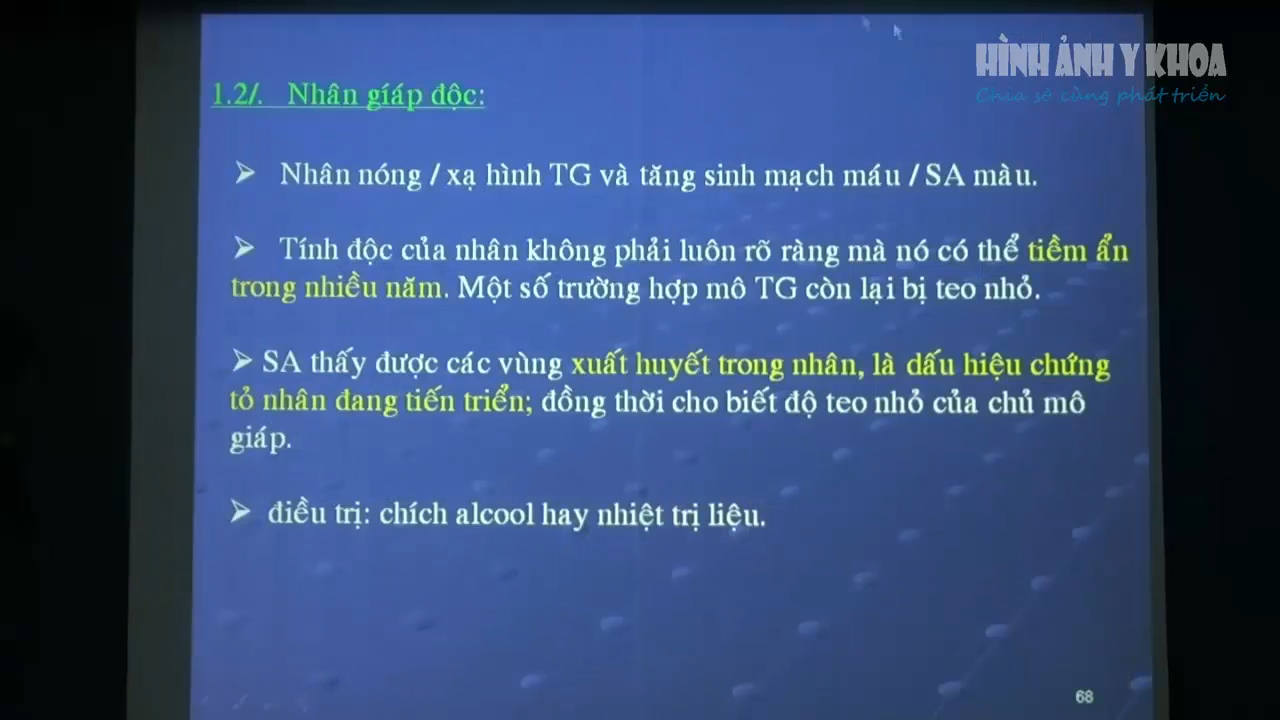 HÌNH ẢNH Y KHOA
Chia sẻ cùng phát triển
1.2/. Nhân gíáp độc:
➢ Nhân nóng / xạ hình TG và tăng sinh mạch máu / SA màu.
➢ Tính độc của nhân không phải luôn rõ ràng mà nó có thể tiềm ẩn
trong nhiều năm. Một số trường hợp mô TG còn lại bị teo nhỏ.
➢ SA thấy được các vùng xuất huyết trong nhân, là dấu hiệu chứng
tỏ nhân đang tiến triển; đồng thời cho biết độ teo nhỏ của chủ mô
giáp.
➢ điều trị: chích alcool hay nhiệt trị liệu.
68